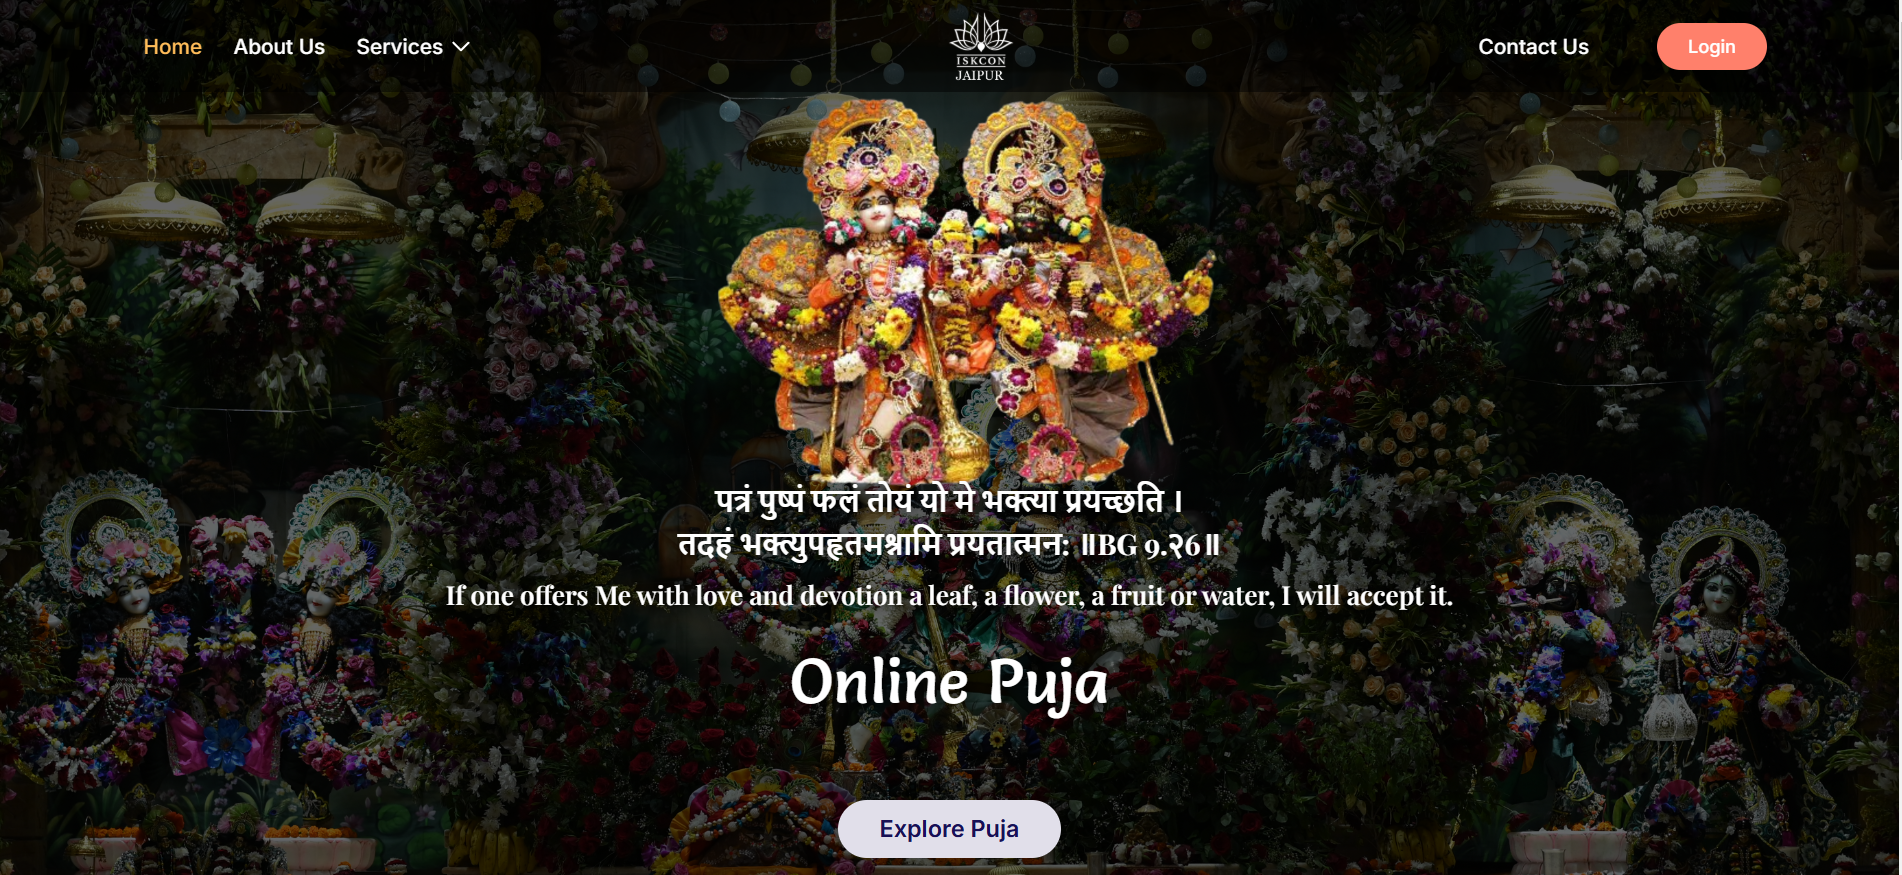 Home About Us Services
ISKCON
JAIPUR
Contact Us Login
पत्रं पुष्पं फलं तोयं यो मे भक्त्या प्रयच्छति ।
तदहं भक्त्युपहृतमश्नामि प्रयतात्मन: ॥BG 9.२6॥
If one offers Me with love and devotion a leaf, a flower, a fruit or water, I will accept it.
Online Puja
Explore Puja